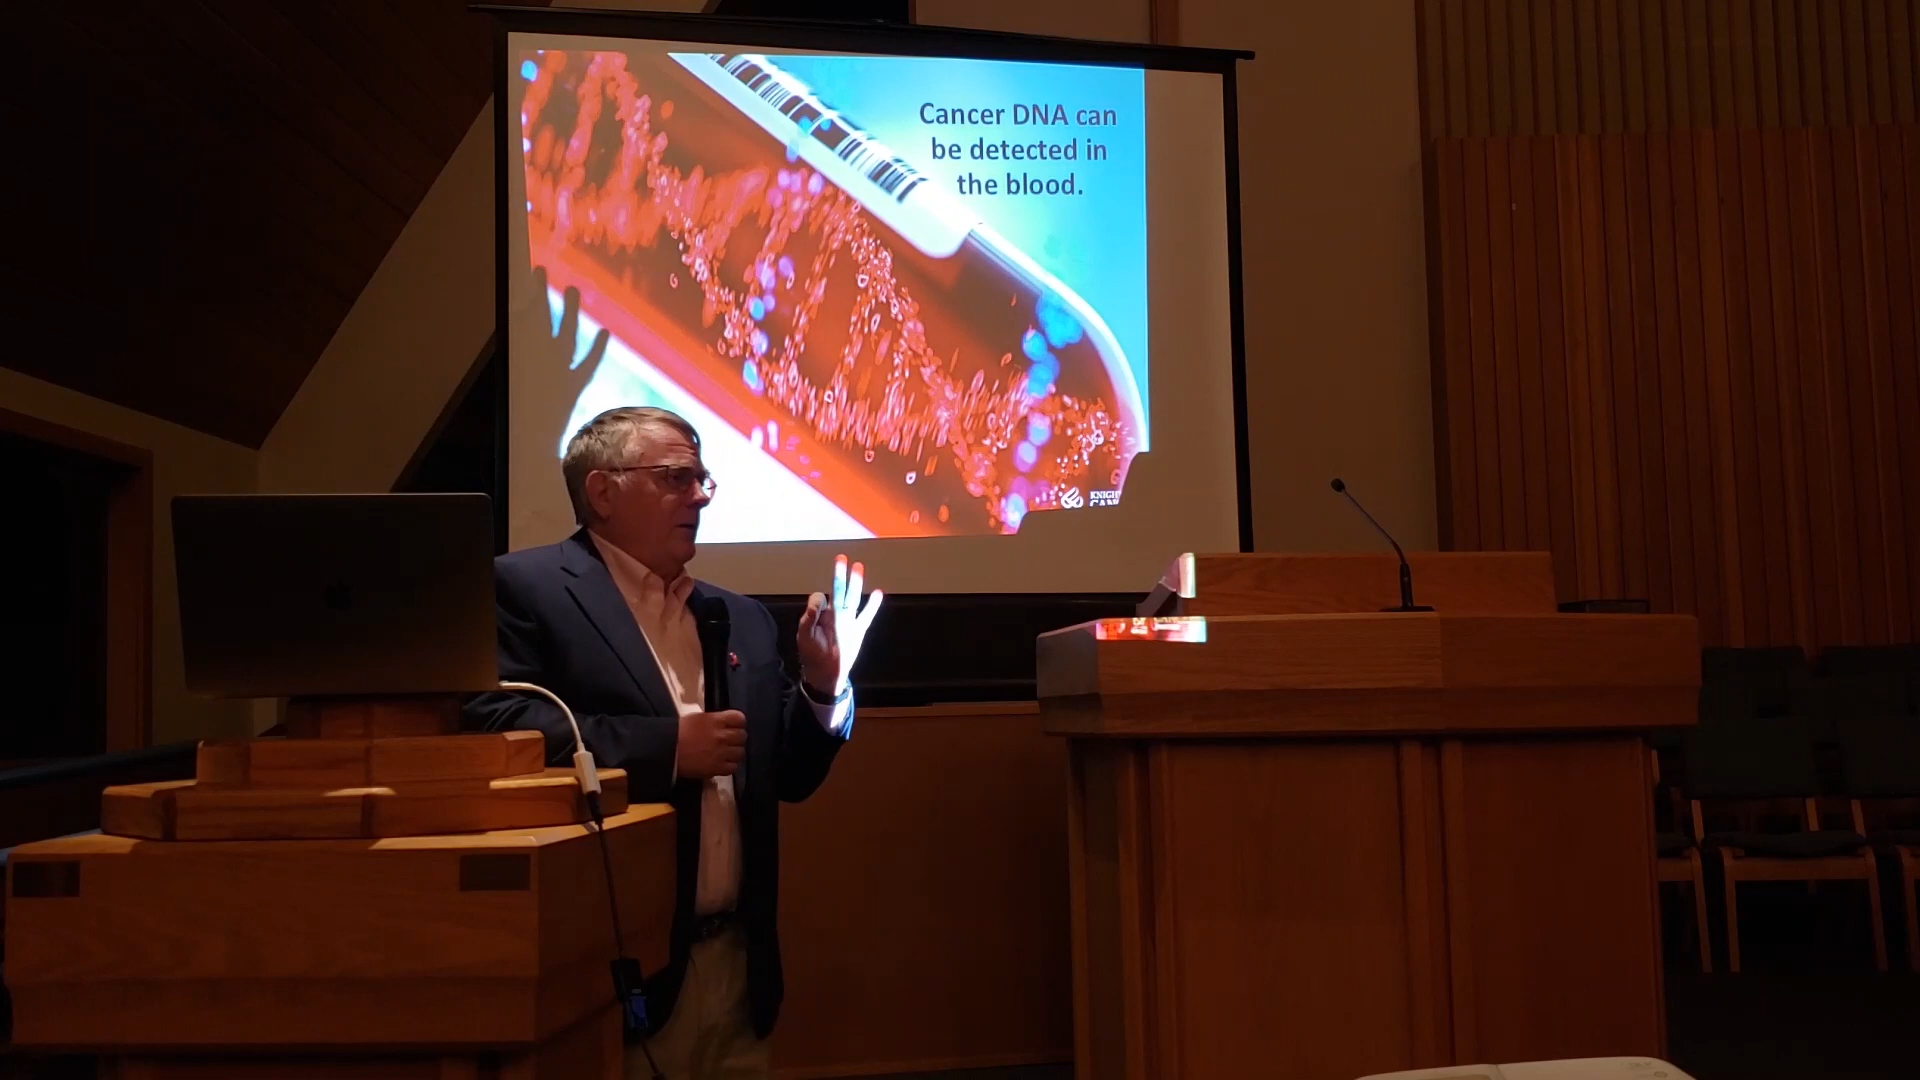 Cancer DNA can
be detected in
the blood.